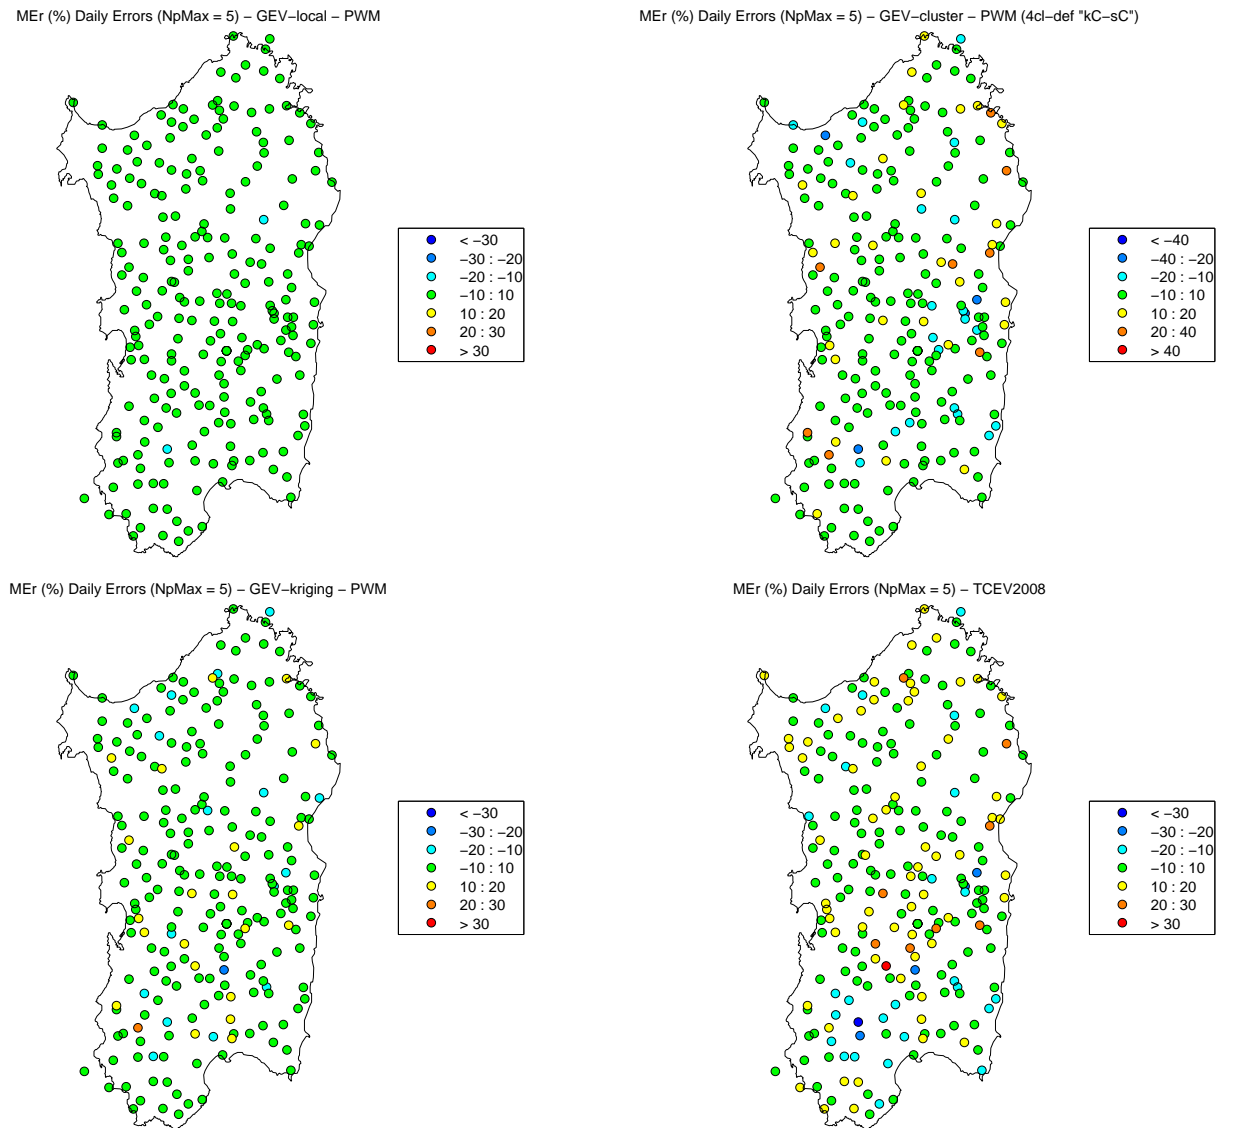 MEr (%) Daily Errors (NpMax = 5) − GEV−local − PWM
< −30
−30 : −20
−20 : −10
−10 : 10
10 : 20
20 : 30
> 30
MEr (%) Daily Errors (NpMax = 5) − GEV−cluster − PWM (4cl−def "kC−sC")
< −40
−40 : −20
−20 : −10
−10 : 10
10 : 20
20 : 40
> 40
MEr (%) Daily Errors (NpMax = 5) − GEV−kriging − PWM
< −30
−30 : −20
−20 : −10
−10 : 10
10 : 20
20 : 30
> 30
MEr (%) Daily Errors (NpMax = 5) − TCEV2008
< −30
−30 : −20
−20 : −10
−10 : 10
10 : 20
20 : 30
> 30